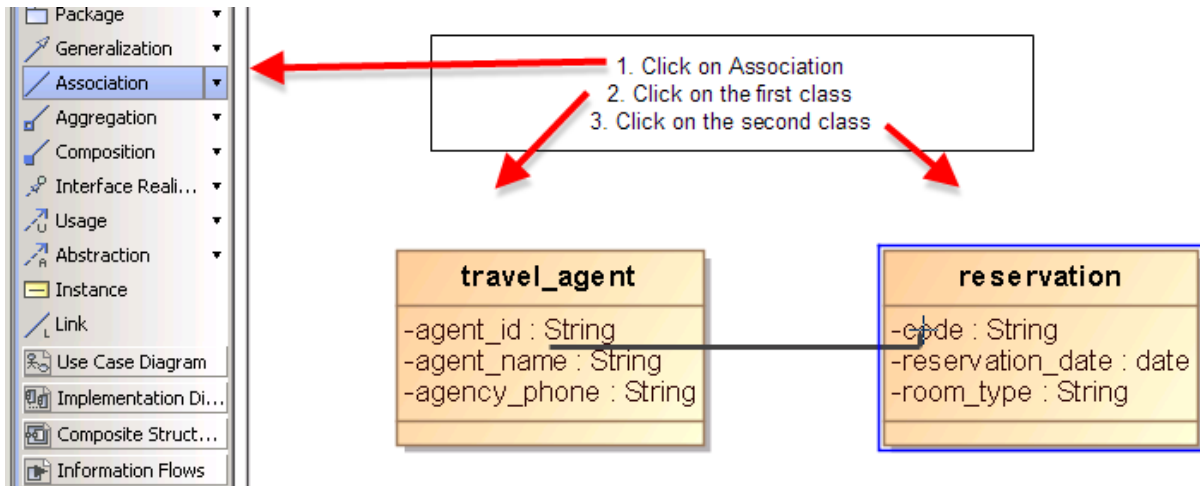 Package
Generalization
Association
Aggregation
Composition
Interface Reali...
Usage
Abstraction
Instance
Link
Use Case Diagram
Implementation Di...
Composite Struct...
Information Flows
1. Click on Association
2. Click on the first class
3. Click on the second class
travel_agent
-agent_id : String
-agent_name : String
-agency_phone : String
reservation
-code : String
-reservation_date : date
-room_type : String